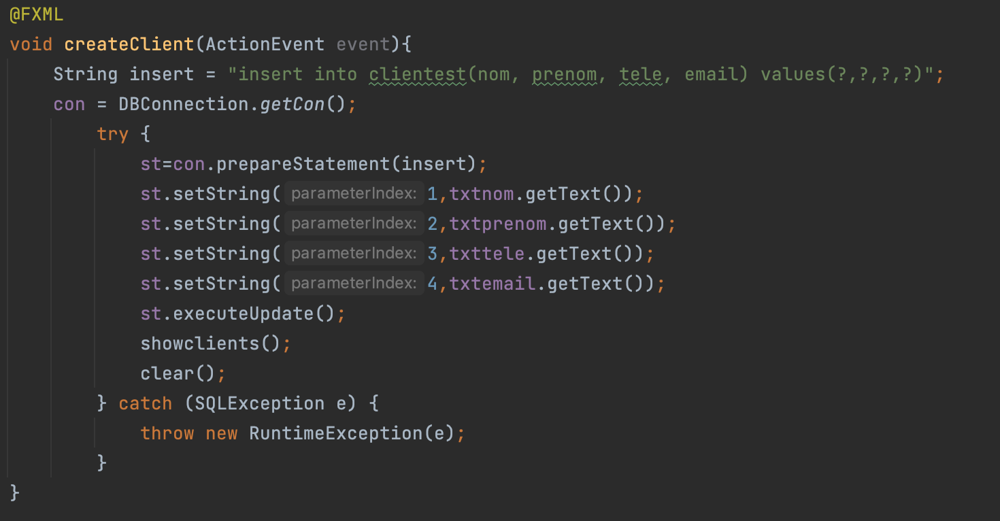 @FXML
void createClient(ActionEvent event){
    String insert = "insert into clientest(nom, prenom, tele, email) values(?,?,?,?)";
    con = DBConnection.getCon();
        try {
            st=con.prepareStatement(insert);
            st.setString( parameterIndex: 1,txtnom.getText());
            st.setString( parameterIndex: 2,txtprenom.getText());
            st.setString( parameterIndex: 3,txttele.getText());
            st.setString( parameterIndex: 4,txtemail.getText());
            st.executeUpdate();
            showclients();
            clear();
        } catch (SQLException e) {
            throw new RuntimeException(e);
        }
}